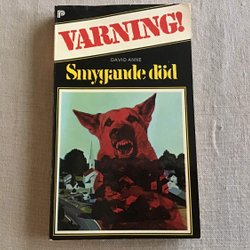 P
VARNING!
DAVID ANNE
Smygande död